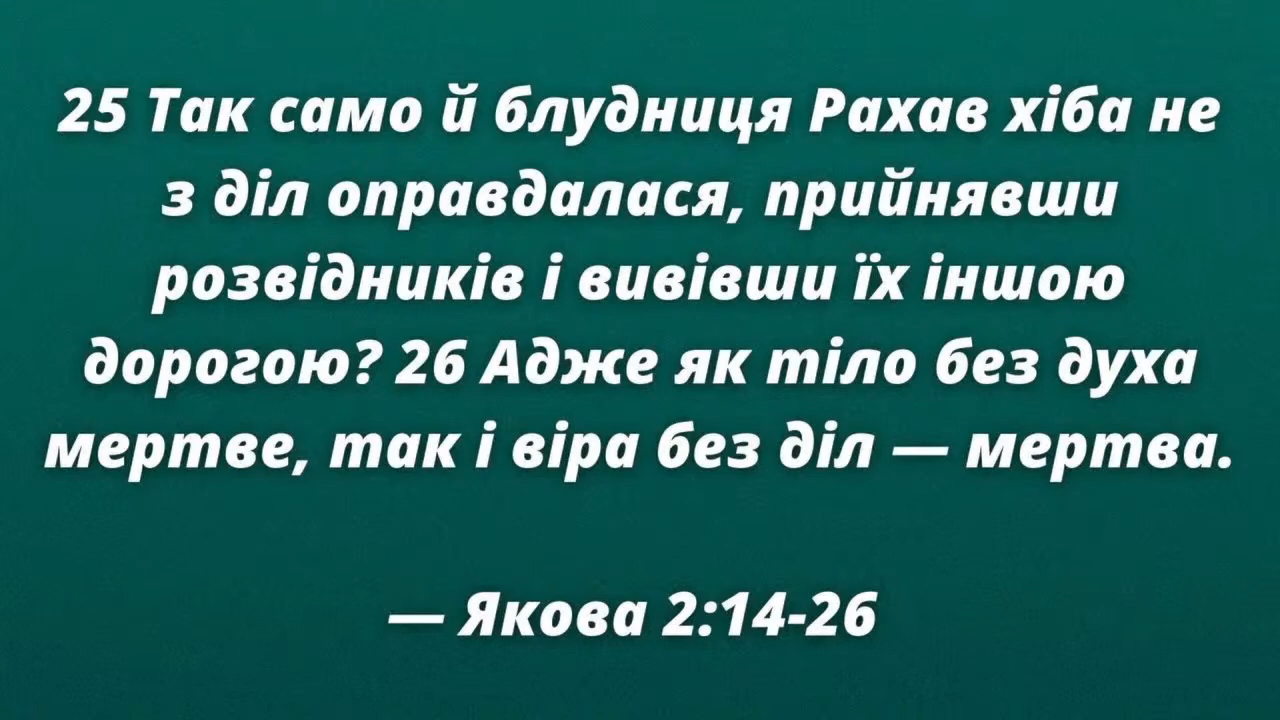 25 Так само й блудниця Рахав хіба не
з діл оправдалася, прийнявши
розвідників і вивівши їх іншою
дорогою? 26 Адже як тіло без духа
мертве, так і віра без діл — мертва.
— Якова 2:14-26